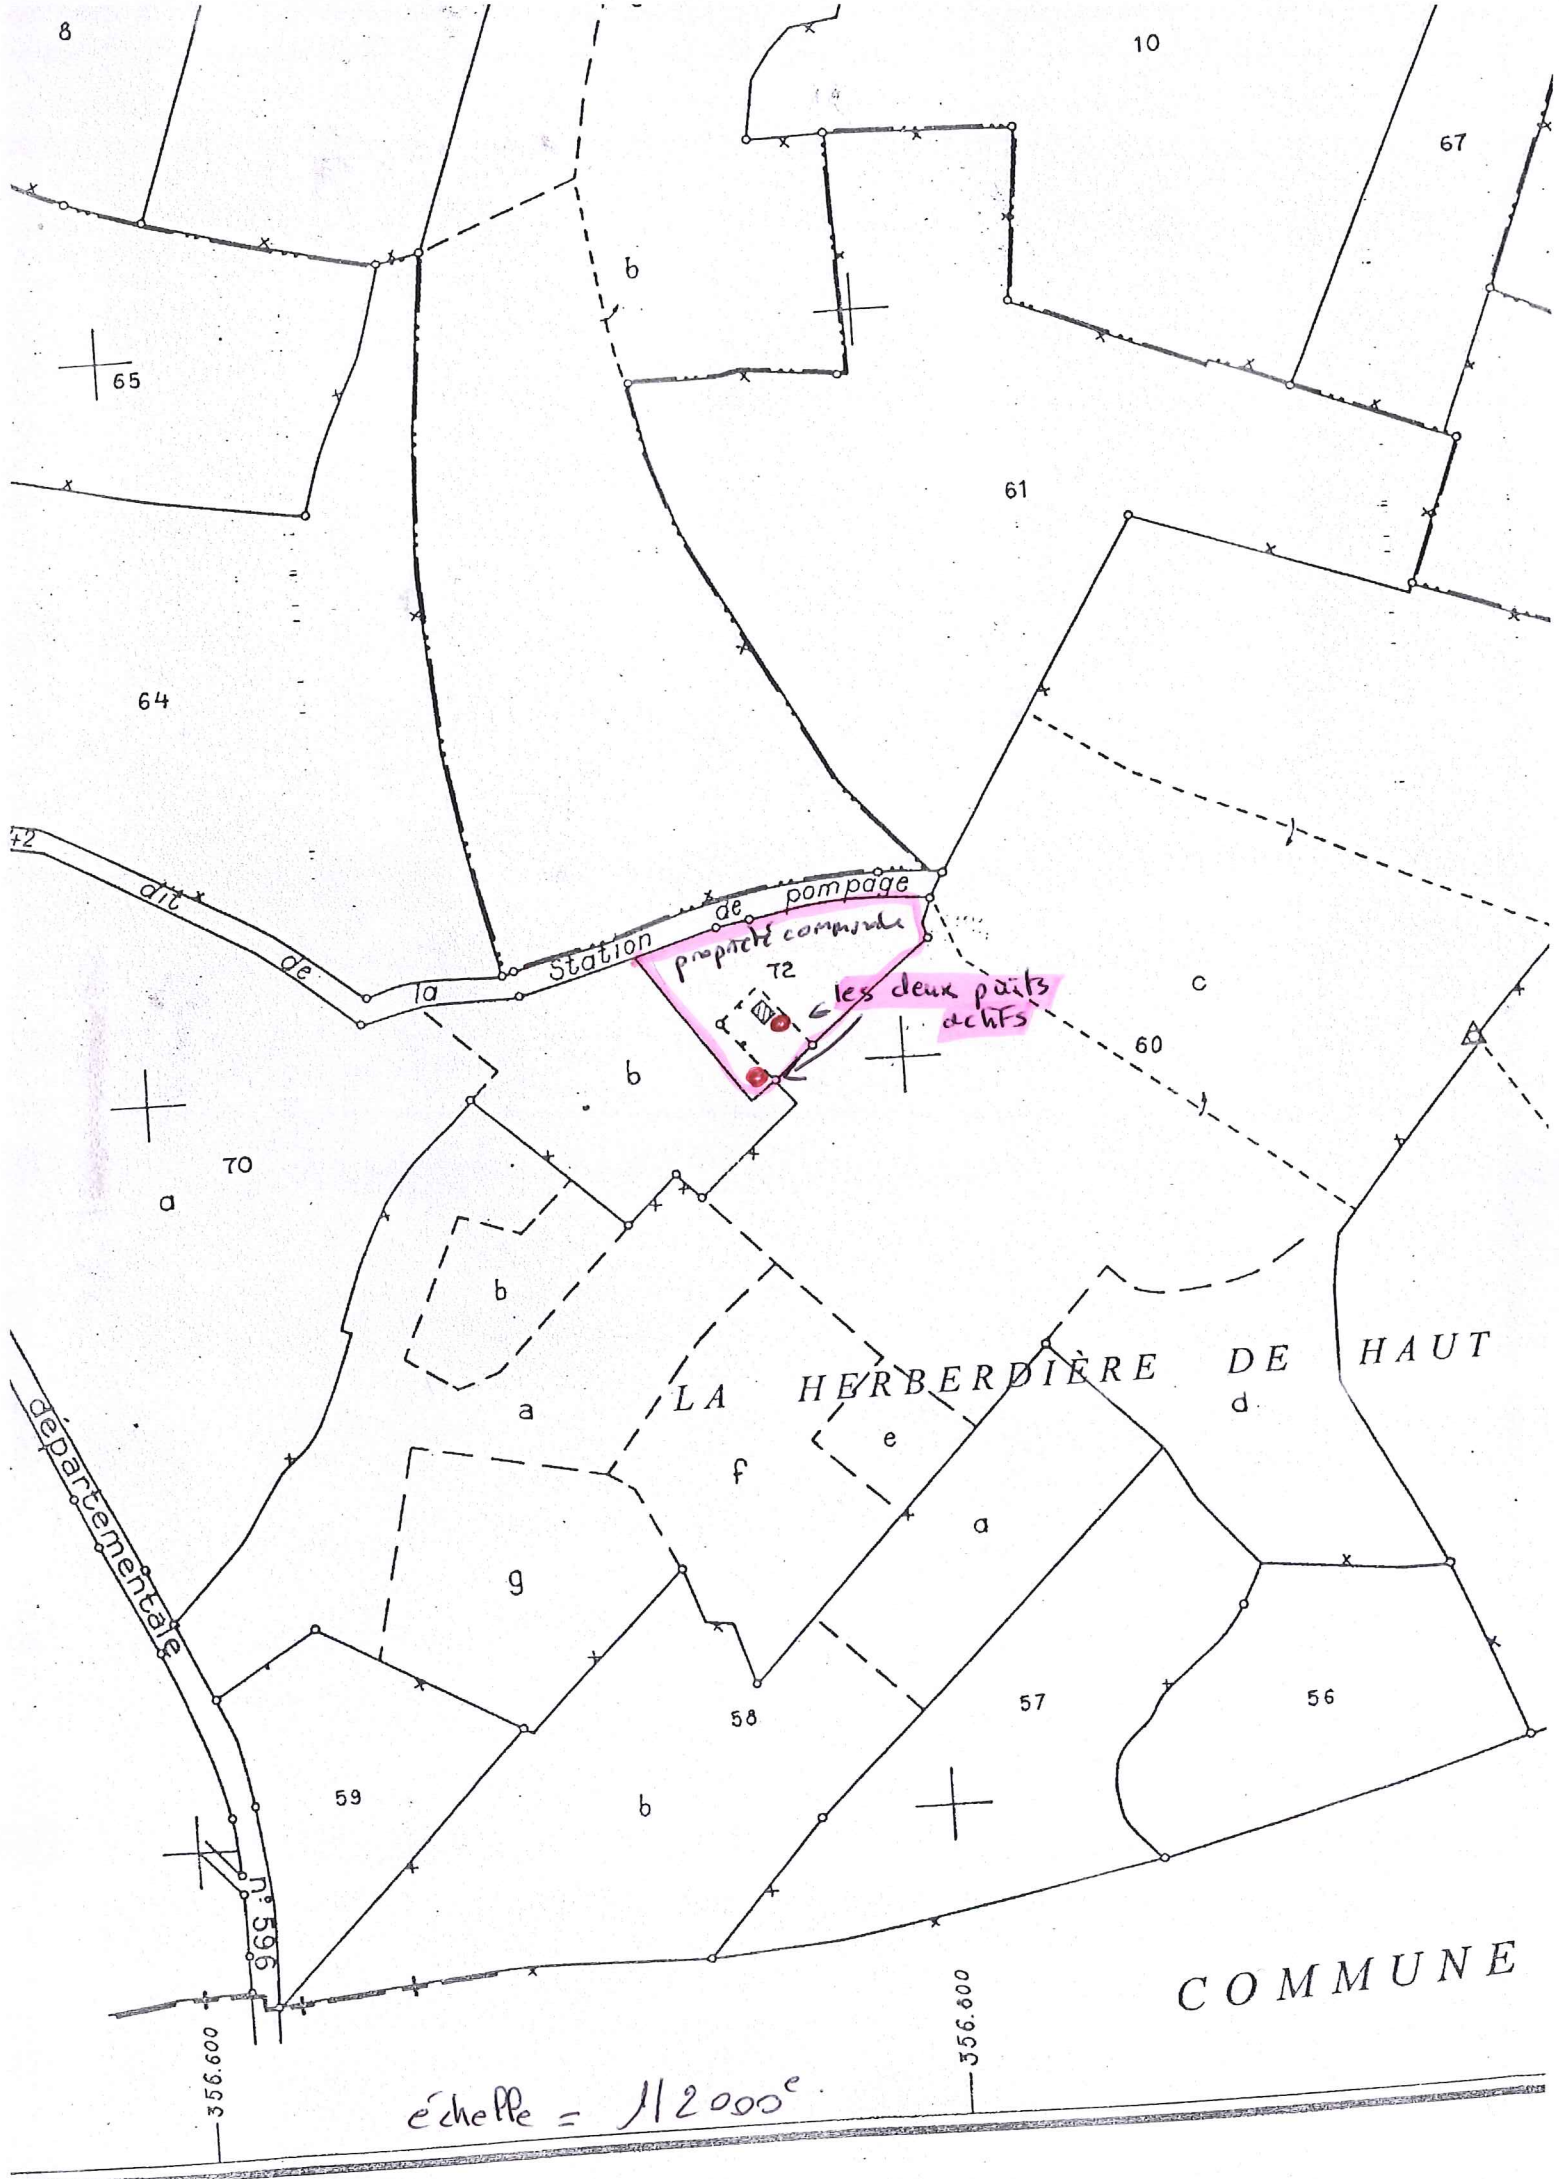 8
10
67
b
65
61
64
+2
dit
de
la
Station
de
pompage
propriété communale
72
les deux puits
actifs
c
60
b
70
a
b
LA HERBERDIÈRE DE HAUT
a
d
e
f
a
g
départementale
58
57
56
59
b
n° 596
COMMUNE
356.600
356.800
échelle = 1/2000e